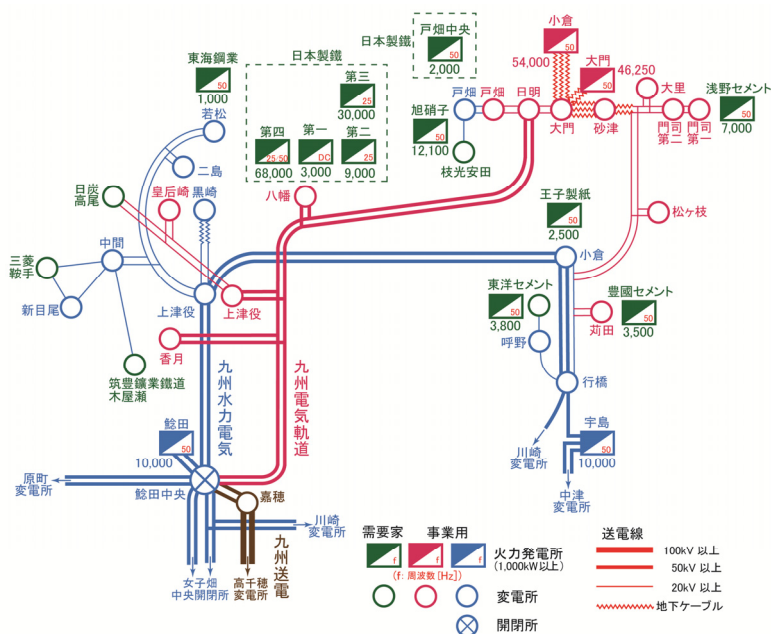 日本製鐵
戸畑中央
50
2,000
小倉
50
54,000
大門
50
46,250
大里
東海鋼業
50
1,000
若松
日本製鐵
第三
25
30,000
第四
25:50
68,000
第一
DC
3,000
第二
25
9,000
旭硝子
50
12,100
戸畑
戸畑
日明
大門
砂津
門司
第二
門司
第一
浅野セメント
50
7,000
枝光安田
二島
日炭
高尾
皇后崎
黒崎
八幡
王子製紙
50
2,500
松ヶ枝
三菱
鞍手
中間
小倉
新目尾
上津役
上津役
東洋セメント
50
3,800
豊國セメント
50
3,500
苅田
香月
呼野
筑豊鑛業鐵道
木屋瀬
九州水力電気
九州電気軌道
行橋
鯰田
50
10,000
宇島
50
10,000
川崎
変電所
中津
変電所
原町
変電所
鯰田中央
嘉穂
川崎
変電所
九州送電
女子畑
中央開閉所
高千穂
変電所
需要家
事業用
f
f
f
火力発電所
(1,000kW以上)
(f: 周波数[Hz])
変電所
開閉所
送電線
100kV 以上
50kV 以上
20kV 以上
地下ケーブル